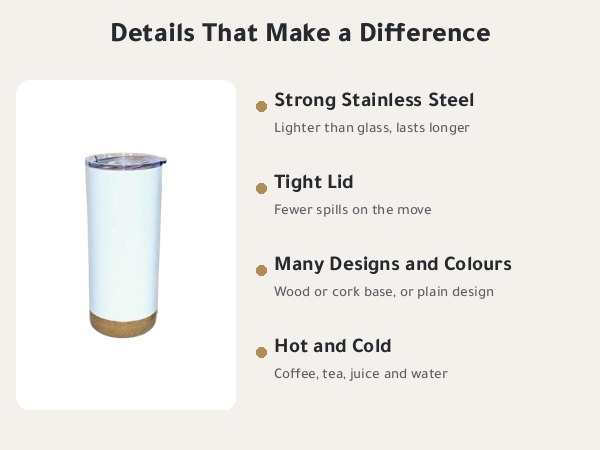 Details That Make a Difference
Strong Stainless Steel
Lighter than glass, lasts longer
Tight Lid
Fewer spills on the move
Many Designs and Colours
Wood or cork base, or plain design
Hot and Cold
Coffee, tea, juice and water